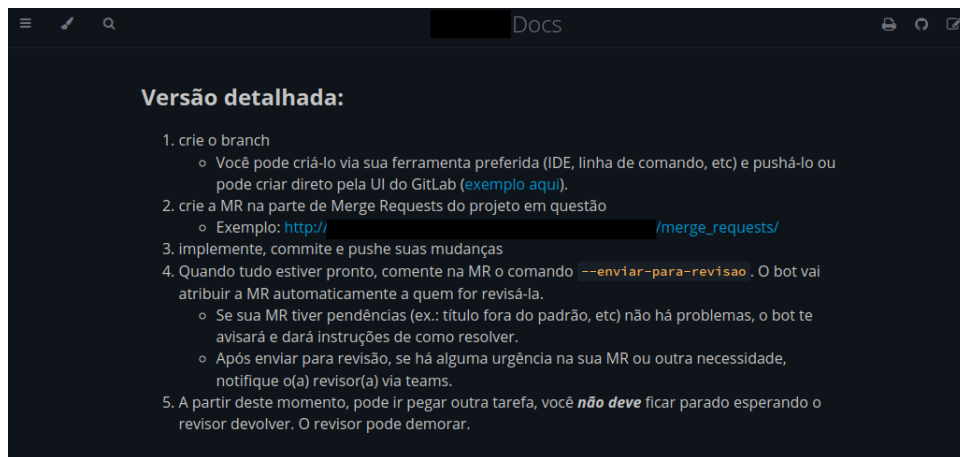 Docs
Versão detalhada:
1. crie o branch
◦ Você pode criá-lo via sua ferramenta preferida (IDE, linha de comando, etc) e pushá-lo ou
pode criar direto pela UI do GitLab (exemplo aqui).
2. crie a MR na parte de Merge Requests do projeto em questão
◦ Exemplo: http:// /merge_requests/
3. implemente, commite e pushe suas mudanças
4. Quando tudo estiver pronto, comente na MR o comando --enviar-para-revisao. O bot vai
atribuir a MR automaticamente a quem for revisá-la.
◦ Se sua MR tiver pendências (ex.: título fora do padrão, etc) não há problemas, o bot te
avisará e dará instruções de como resolver.
◦ Após enviar para revisão, se há alguma urgência na sua MR ou outra necessidade,
notifique o(a) revisor(a) via teams.
5. A partir deste momento, pode ir pegar outra tarefa, você não deve ficar parado esperando o
revisor devolver. O revisor pode demorar.